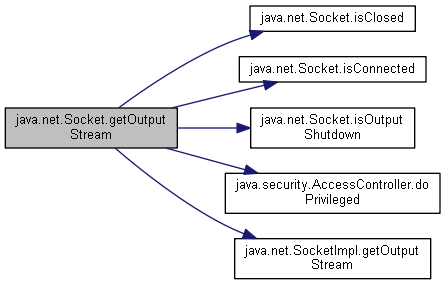 java.net.Socket.isClosed
java.net.Socket.isConnected
java.net.Socket.getOutput
Stream
java.net.Socket.isOutput
Shutdown
java.security.AccessController.do
Privileged
java.net.SocketImpl.getOutput
Stream